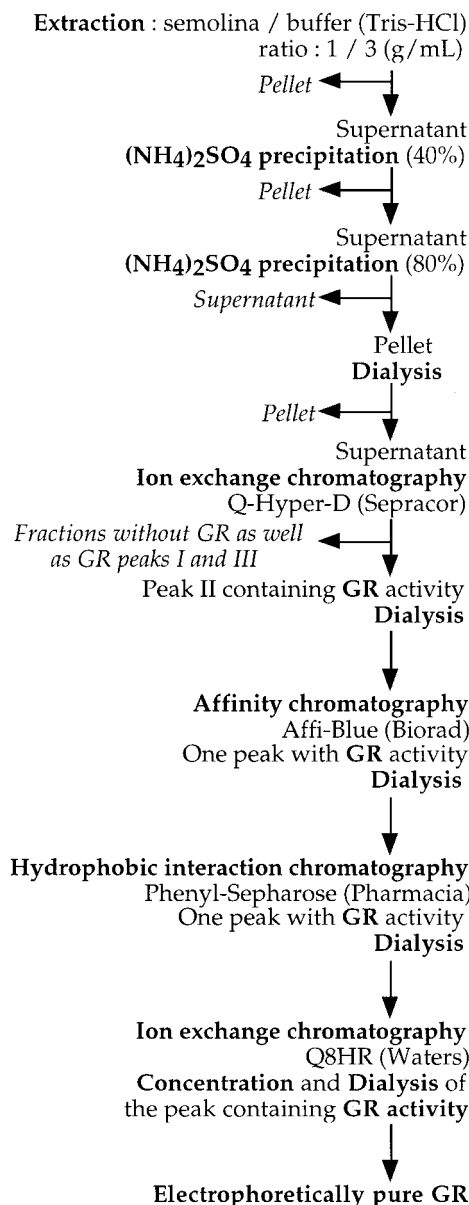 Extraction : semolina / buffer (Tris-HCl)
ratio : 1 / 3 (g/mL)
Pellet
Supernatant
(NH4)2SO4 precipitation (40%)
Pellet
Supernatant
(NH4)2SO4 precipitation (80%)
Supernatant
Pellet
Dialysis
Pellet
Supernatant
Ion exchange chromatography
Q-Hyper-D (Sepracor)
Fractions without GR as well
as GR peaks I and III
Peak II containing GR activity
Dialysis
Affinity chromatography
Affi-Blue (Biorad)
One peak with GR activity
Dialysis
Hydrophobic interaction chromatography
Phenyl-Sepharose (Pharmacia)
One peak with GR activity
Dialysis
Ion exchange chromatography
Q8HR (Waters)
Concentration and Dialysis of
the peak containing GR activity
Electrophoretically pure GR